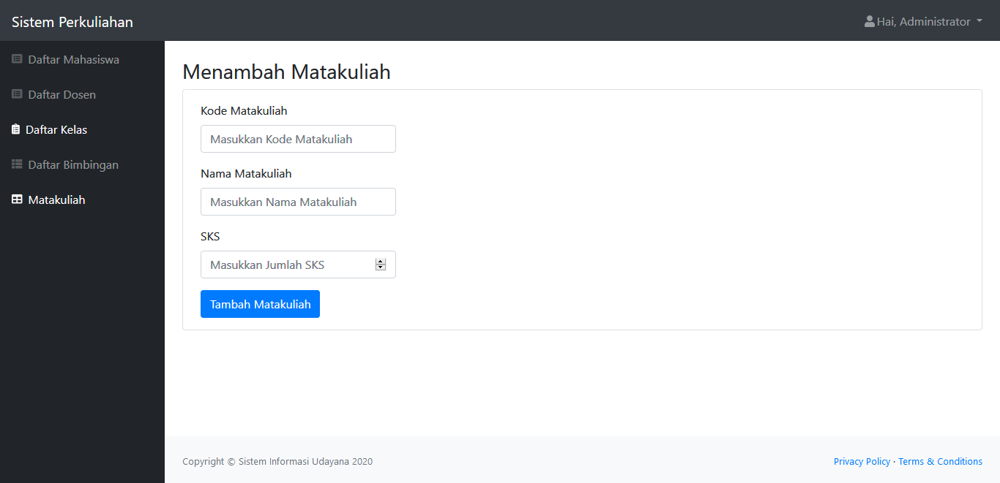 Sistem Perkuliahan
Hai, Administrator
Daftar Mahasiswa
Daftar Dosen
Daftar Kelas
Daftar Bimbingan
Matakuliah
Menambah Matakuliah
Kode Matakuliah
Masukkan Kode Matakuliah
Nama Matakuliah
Masukkan Nama Matakuliah
SKS
Masukkan Jumlah SKS
Tambah Matakuliah
Copyright © Sistem Informasi Udayana 2020
Privacy Policy · Terms & Conditions